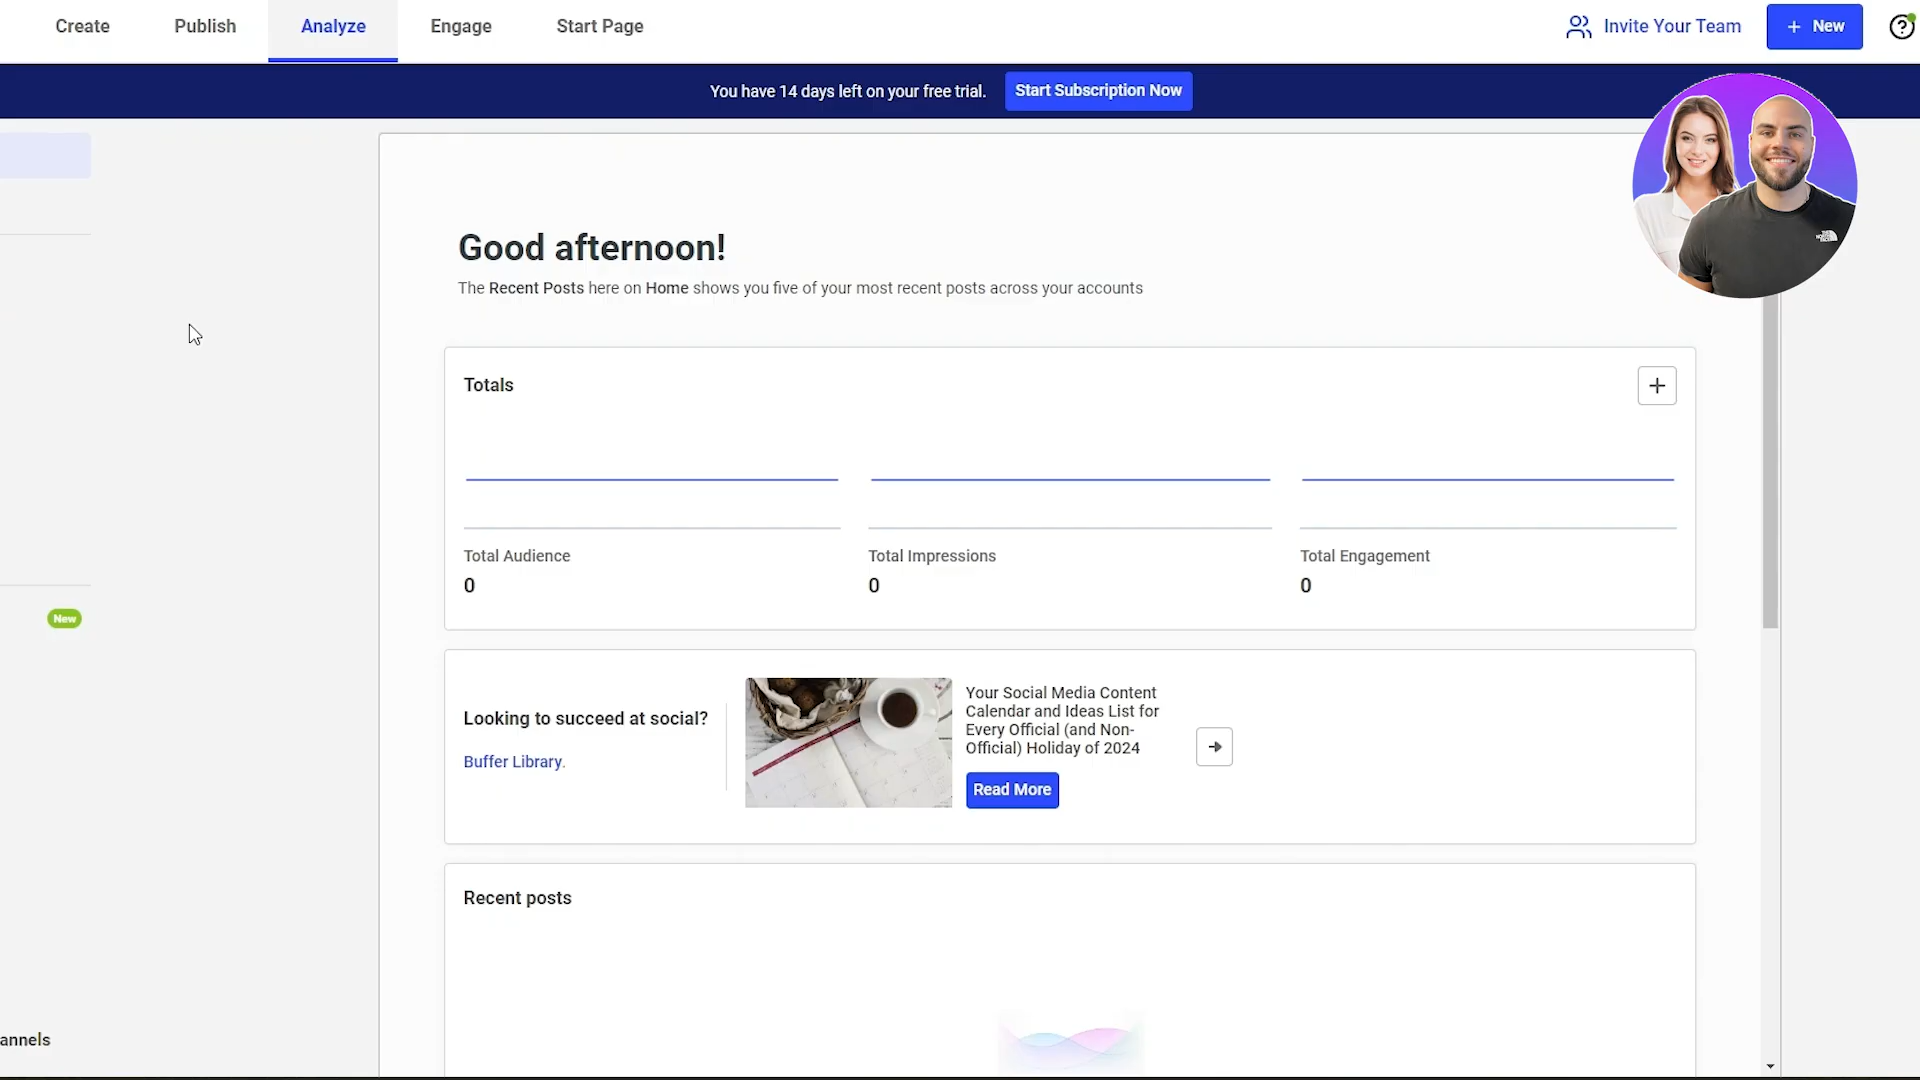 Create
Publish
Analyze
Engage
Start Page
Invite Your Team
+ New
You have 14 days left on your free trial.
Start Subscription Now
Good afternoon!
The Recent Posts here on Home shows you five of your most recent posts across your accounts
Totals
Total Audience
0
Total Impressions
0
Total Engagement
0
New
Looking to succeed at social?
Buffer Library.
Your Social Media Content
Calendar and Ideas List for
Every Official (and Non-
Official) Holiday of 2024
Read More
Recent posts
annels